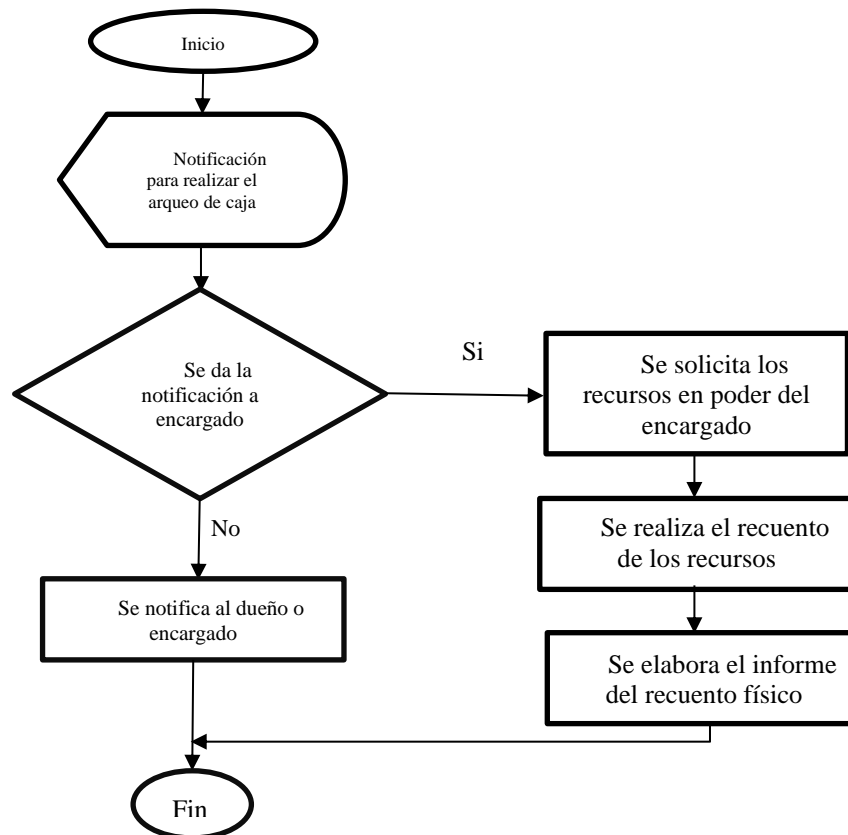 Inicio
Notificación
para realizar el
arqueo de caja
Se da la
notificación a
encargado
Si
Se solicita los
recursos en poder del
encargado
Se realiza el recuento
de los recursos
No
Se notifica al dueño o
encargado
Se elabora el informe
del recuento físico
Fin